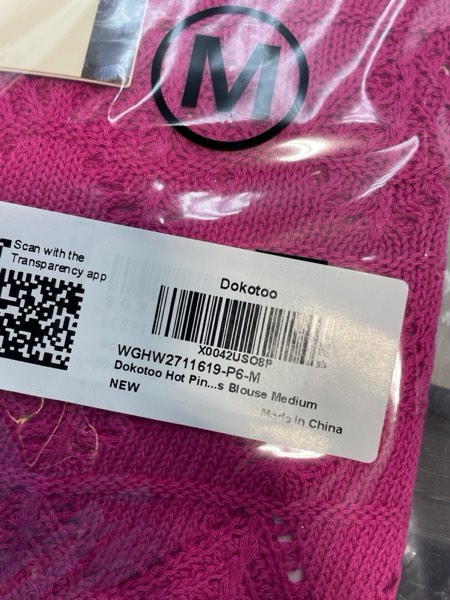 M
Scan with the
Transparency app
Dokotoo
X0042USO8P
WGHW2711619-P6-M
Dokotoo Hot Pin...s Blouse Medium
NEW
Made in China